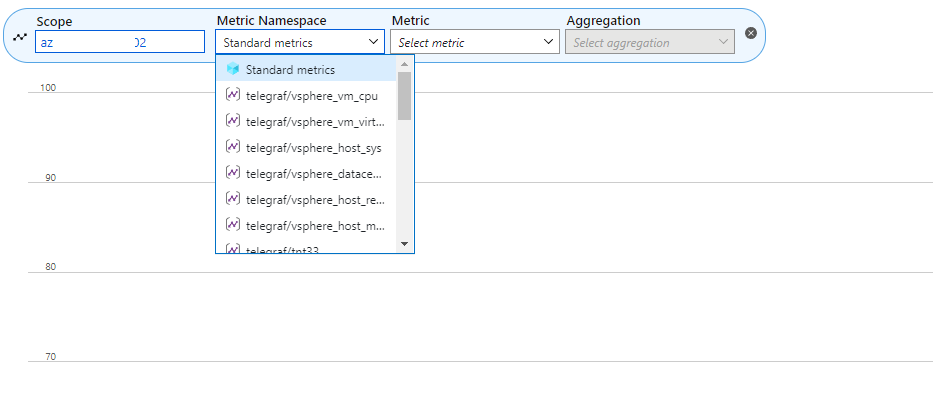 Scope
Metric Namespace
Metric
Aggregation
az 02
Standard metrics
Select metric
Select aggregation
Standard metrics
telegraf/vsphere_vm_cpu
telegraf/vsphere_vm_virt...
telegraf/vsphere_host_sys
telegraf/vsphere_datace...
telegraf/vsphere_host_re...
telegraf/vsphere_host_m...
telegraf/tnt33
100
90
80
70